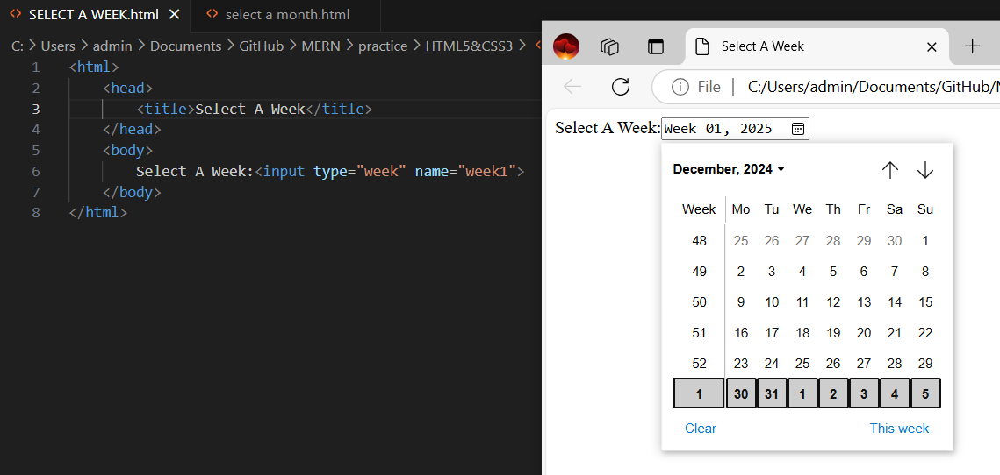 SELECT A WEEK.html
select a month.html
C: > Users > admin > Documents > GitHub > MERN > practice > HTML5&CSS3 >
1 <html>
2 <head>
3 <title>Select A Week</title>
4 </head>
5 <body>
6 Select A Week:<input type="week" name="week1">
7 </body>
8 </html>
Select A Week
File
C:/Users/admin/Documents/GitHub/
Select A Week: Week 01, 2025
December, 2024
Week Mo Tu We Th Fr Sa Su
48 25 26 27 28 29 30 1
49 2 3 4 5 6 7 8
50 9 10 11 12 13 14 15
51 16 17 18 19 20 21 22
52 23 24 25 26 27 28 29
1 30 31 1 2 3 4 5
Clear This week